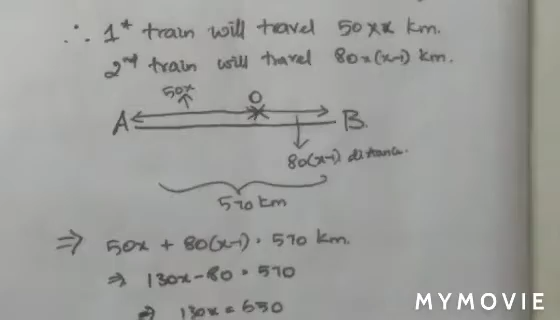 ∴ 1st train will travel 50×x km.
2nd train will travel 80×(x-1) km.
50x
O
A B
80(x-1) distance.
570 km
⇒ 50x + 80(x-1) = 570 km.
⇒ 130x-80 = 570
⇒ 130x = 650
MYMOVIE